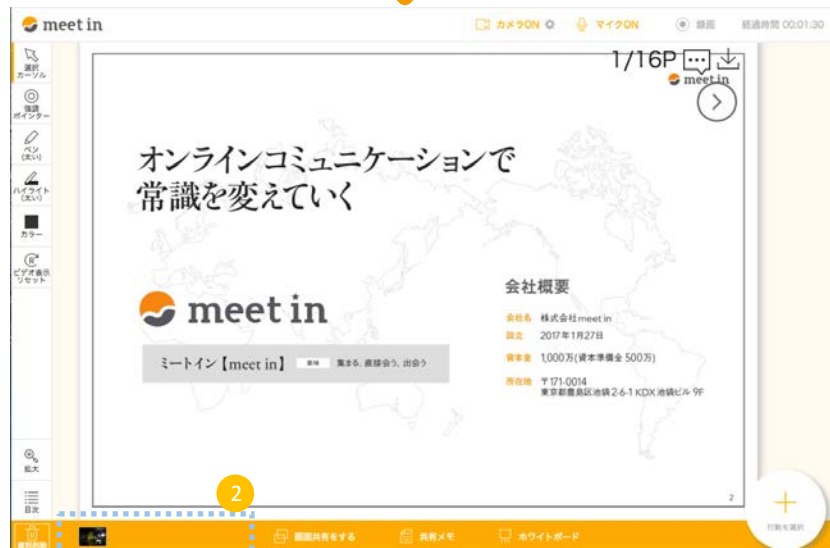 meet in
カメラON
マイクON
録画
経過時間 00:01:30
選択
カーソル
強調
ポインター
ペン
(太い)
ハイライト
(太い)
カラー
ビデオ表示
リセット
拡大
目次
資料削除
1/16P
meet in
オンラインコミュニケーションで
常識を変えていく
meet in
ミートイン【meet in】 意味 集まる、直接会う、出会う
会社概要
会社名 株式会社meet in
設立 2017年1月27日
資本金 1,000万(資本準備金 500万)
所在地 〒171-0014
東京都豊島区池袋 2-6-1 KDX 池袋ビル 9F
2
2
画面共有をする
共有メモ
ホワイトボード
行動を選択